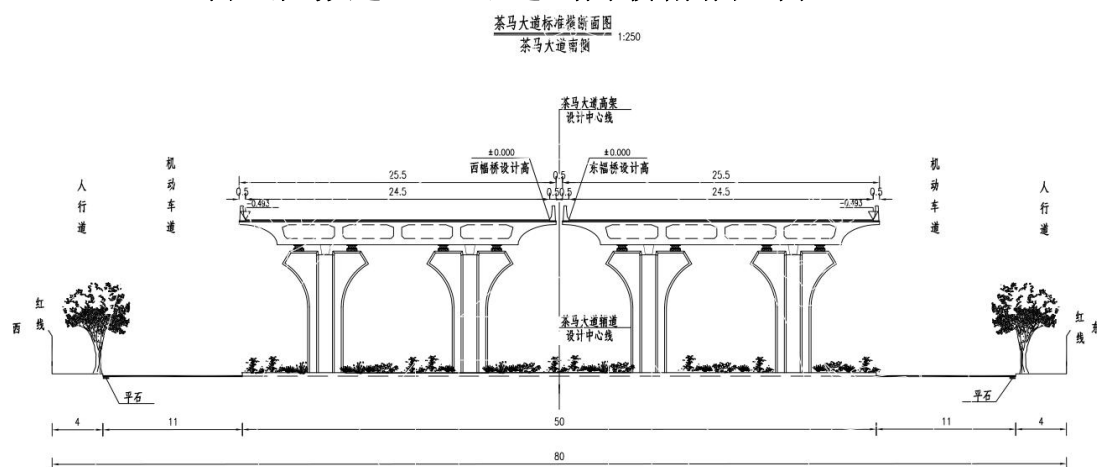 茶马大道标准横断面图
茶马大道南侧
1:250
茶马大道高架
设计中心线
±0.000
西幅桥设计高
±0.000
东幅桥设计高
25.5
0.5
25.5
0.5
24.5
0.5
0.5
24.5
0.5
-0.493
-0.493
人行道
机动车道
机动车道
人行道
西
红线
茶马大道辅道
设计中心线
红线
东
平石
平石
4
11
50
11
4
80